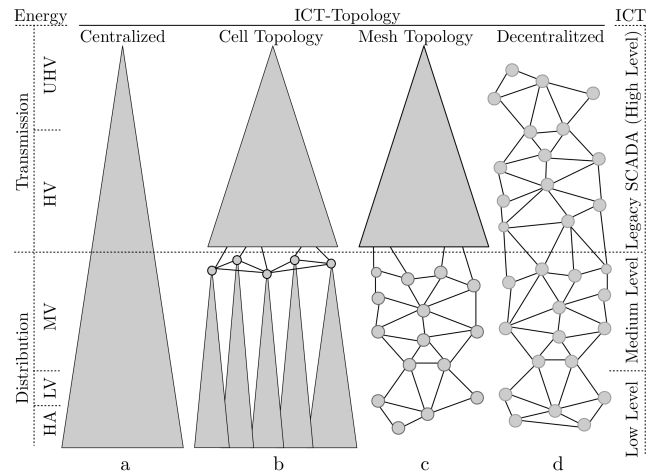 Energy
ICT-Topology
ICT
Centralized
Cell Topology
Mesh Topology
Decentralitzed
Transmission
UHV
HV
Distribution
MV
LV
HA
Legacy SCADA (High Level)
Medium Level
Low Level
a
b
c
d